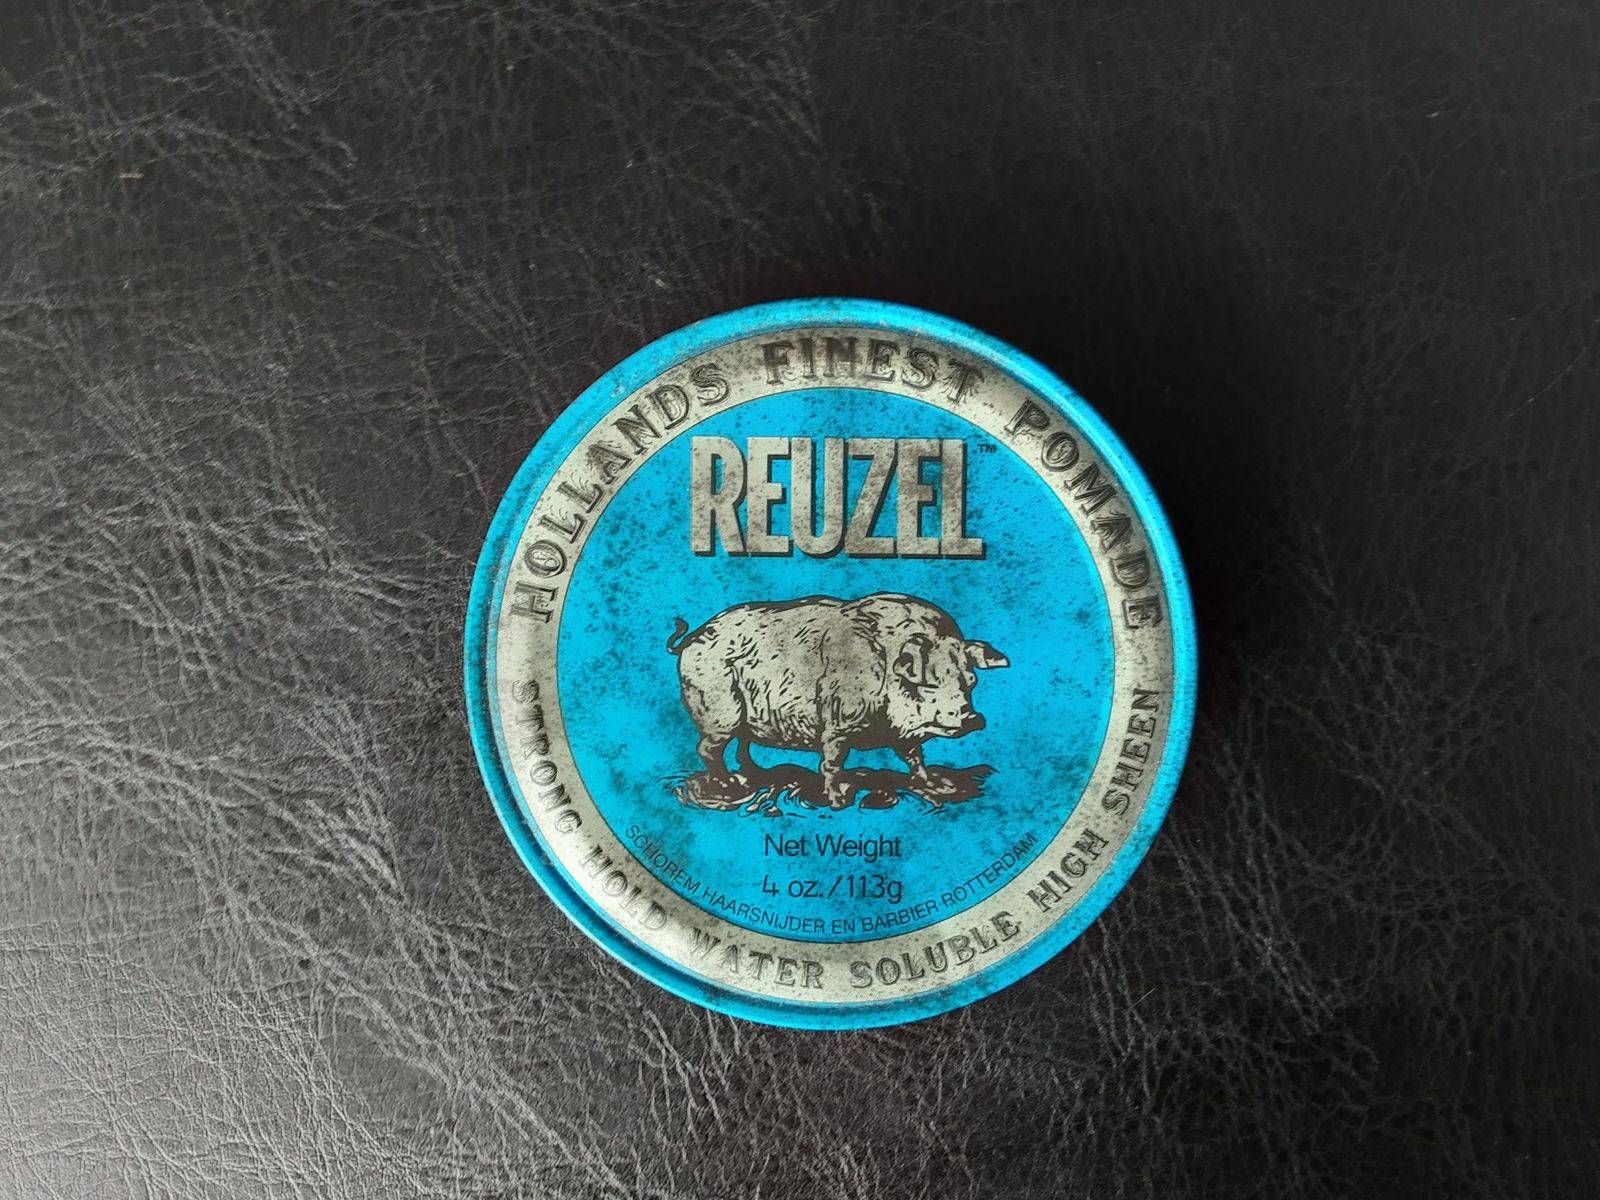 HOLLANDS FINEST POMADE
REUZEL™
Net Weight
4 oz./113g
SCHOREM HAARSNIJDER EN BARBIER ROTTERDAM
STRONG HOLD WATER SOLUBLE HIGH SHEEN